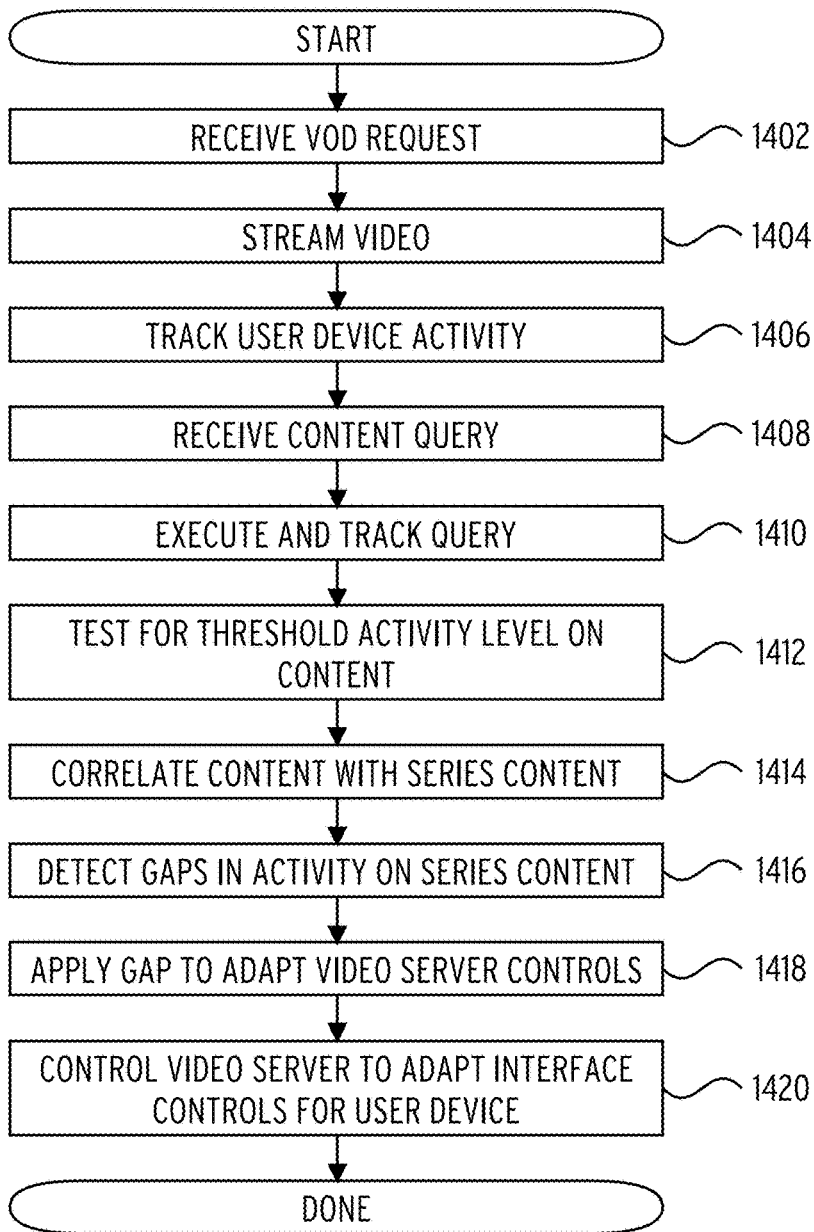 START
RECEIVE VOD REQUEST
1402
STREAM VIDEO
1404
TRACK USER DEVICE ACTIVITY
1406
RECEIVE CONTENT QUERY
1408
EXECUTE AND TRACK QUERY
1410
TEST FOR THRESHOLD ACTIVITY LEVEL ON
CONTENT
1412
CORRELATE CONTENT WITH SERIES CONTENT
1414
DETECT GAPS IN ACTIVITY ON SERIES CONTENT
1416
APPLY GAP TO ADAPT VIDEO SERVER CONTROLS
1418
CONTROL VIDEO SERVER TO ADAPT INTERFACE
CONTROLS FOR USER DEVICE
1420
DONE